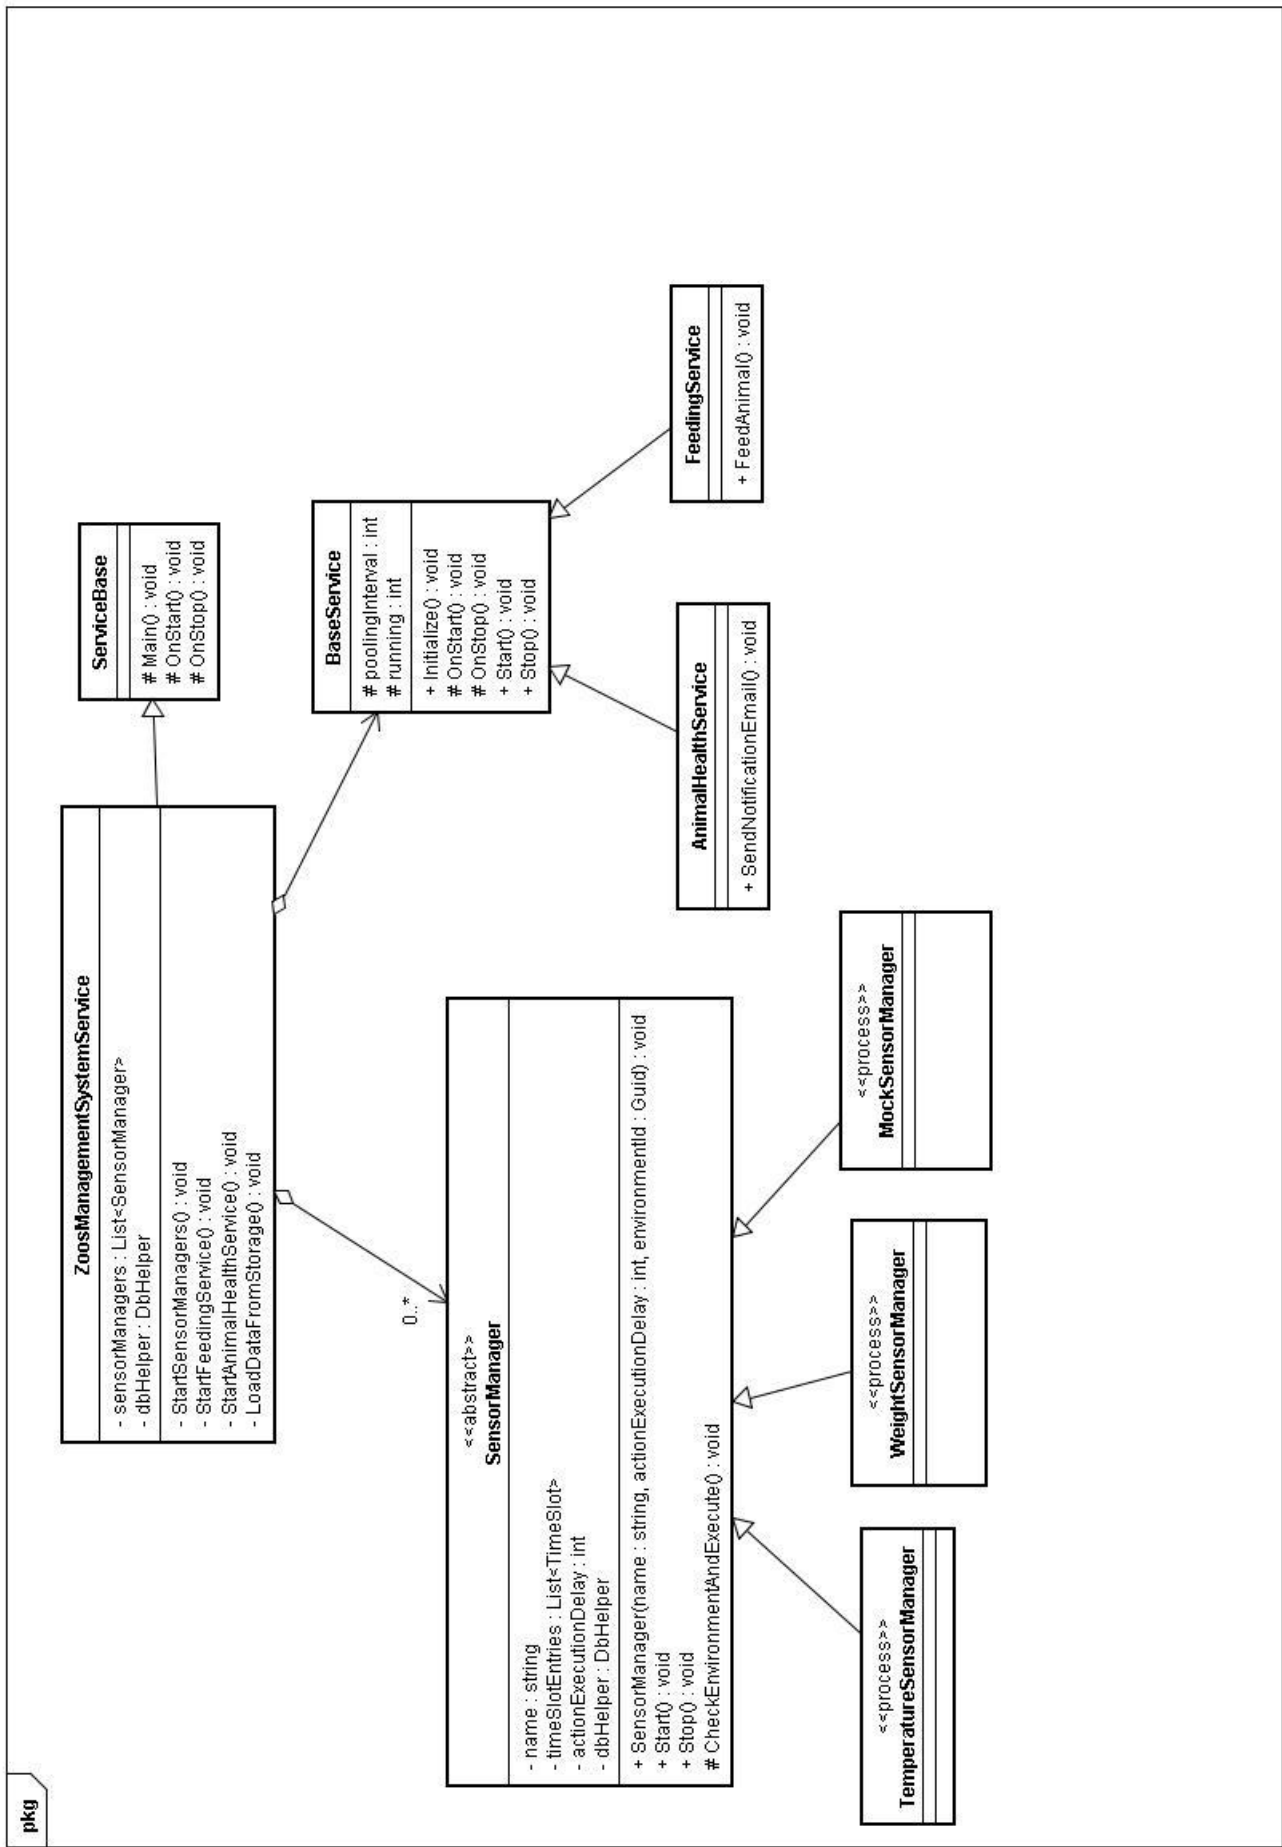 pkg
ZoosManagementSystemService
- sensorManagers : List<SensorManager>
- dbHelper : DbHelper
- StartSensorManagers() : void
- StartFeedingService() : void
- StartAnimalHealthService() : void
- LoadDataFromStorage() : void
ServiceBase
# Main() : void
# OnStart() : void
# OnStop() : void
0..*
BaseService
# poolingInterval : int
# running : int
+ Initialize() : void
# OnStart() : void
# OnStop() : void
+ Start() : void
+ Stop() : void
<<abstract>>
SensorManager
- name : string
- timeSlotEntries : List<TimeSlot>
- actionExecutionDelay : int
- dbHelper : DbHelper
+ SensorManager(name : string, actionExecutionDelay : int, environmentId : Guid) : void
+ Start() : void
+ Stop() : void
# CheckEnvironmentAndExecute() : void
AnimalHealthService
+ SendNotificationEmail() : void
FeedingService
+ FeedAnimal() : void
<<process>>
TemperatureSensorManager
<<process>>
WeightSensorManager
<<process>>
MockSensorManager